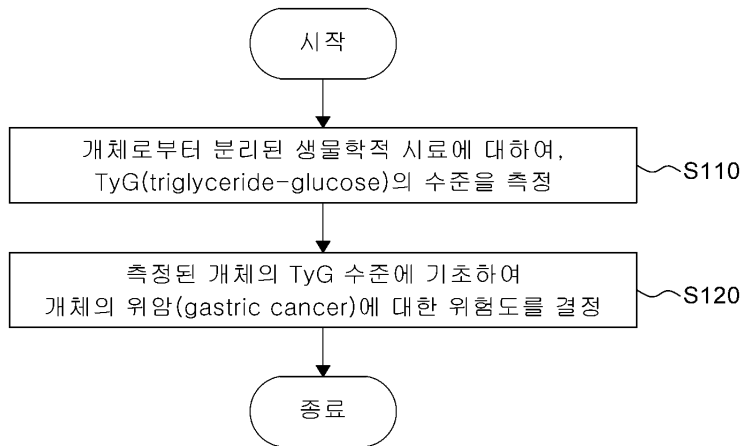 시작
개체로부터 분리된 생물학적 시료에 대하여,
TyG(triglyceride-glucose)의 수준을 측정
S110
측정된 개체의 TyG 수준에 기초하여
개체의 위암(gastric cancer)에 대한 위험도를 결정
S120
종료